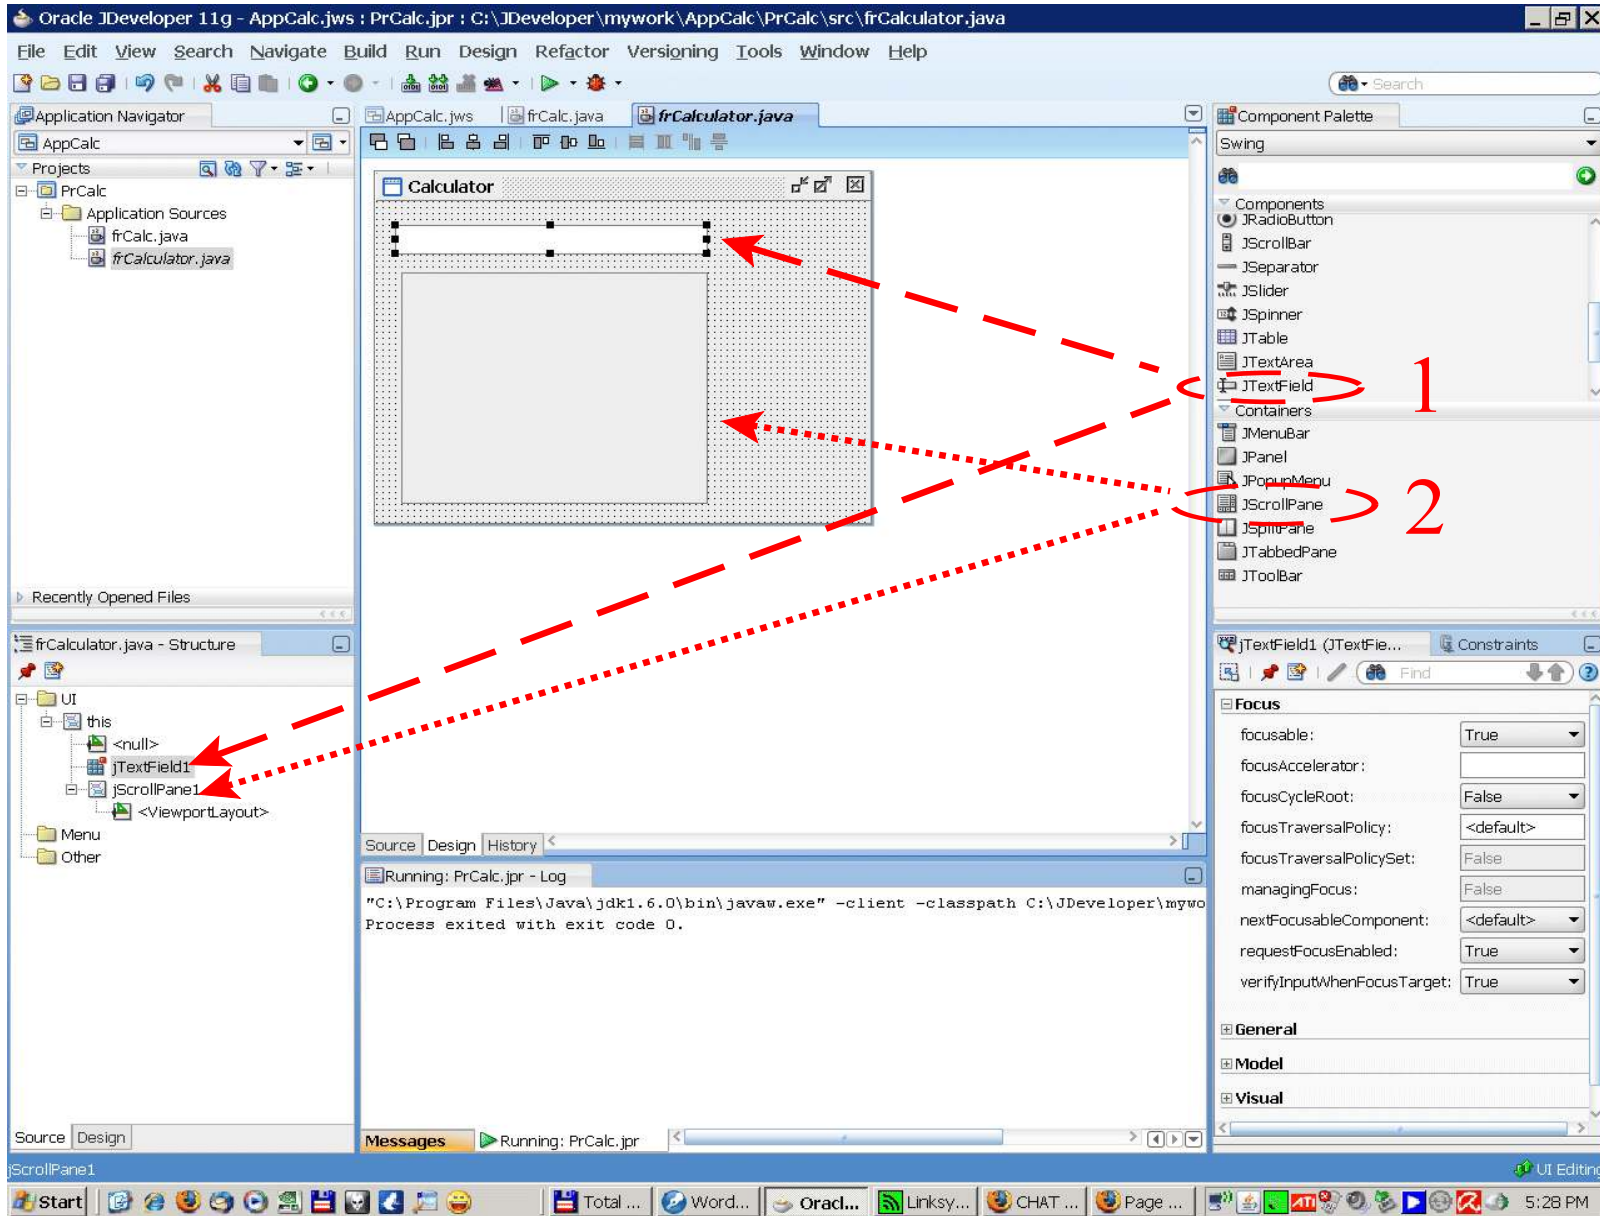 Oracle JDeveloper 11g - AppCalc.jws : PrCalc.jpr : C:\JDeveloper\mywork\AppCalc\PrCalc\src\frCalculator.java
File Edit View Search Navigate Build Run Design Refactor Versioning Tools Window Help
Search
Application Navigator
AppCalc
Projects
PrCalc
Application Sources
frCalc.java
frCalculator.java
Recently Opened Files
frCalculator.java - Structure
UI
this
<null>
jTextField1
jScrollPane1
<ViewportLayout>
Menu
Other
Source Design
AppCalc.jws frCalc.java frCalculator.java
Calculator
Source Design History
Running: PrCalc.jpr - Log
"C:\Program Files\Java\jdk1.6.0\bin\javaw.exe" -client -classpath C:\JDeveloper\mywo
Process exited with exit code 0.
Messages Running: PrCalc.jpr
Component Palette
Swing
Components
JRadioButton
JScrollBar
JSeparator
JSlider
JSpinner
JTable
JTextArea
JTextField
1
Containers
JMenuBar
JPanel
JPopupMenu
JScrollPane
2
JSplitPane
JTabbedPane
JToolBar
jTextField1 (JTextFie... Constraints
Find
Focus
focusable: True
focusAccelerator:
focusCycleRoot: False
focusTraversalPolicy: <default>
focusTraversalPolicySet: False
managingFocus: False
nextFocusableComponent: <default>
requestFocusEnabled: True
verifyInputWhenFocusTarget: True
General
Model
Visual
jScrollPane1
UI Editing
Start Total ... Word... Oracl... Linksy... CHAT ... Page ... ATI 5:28 PM